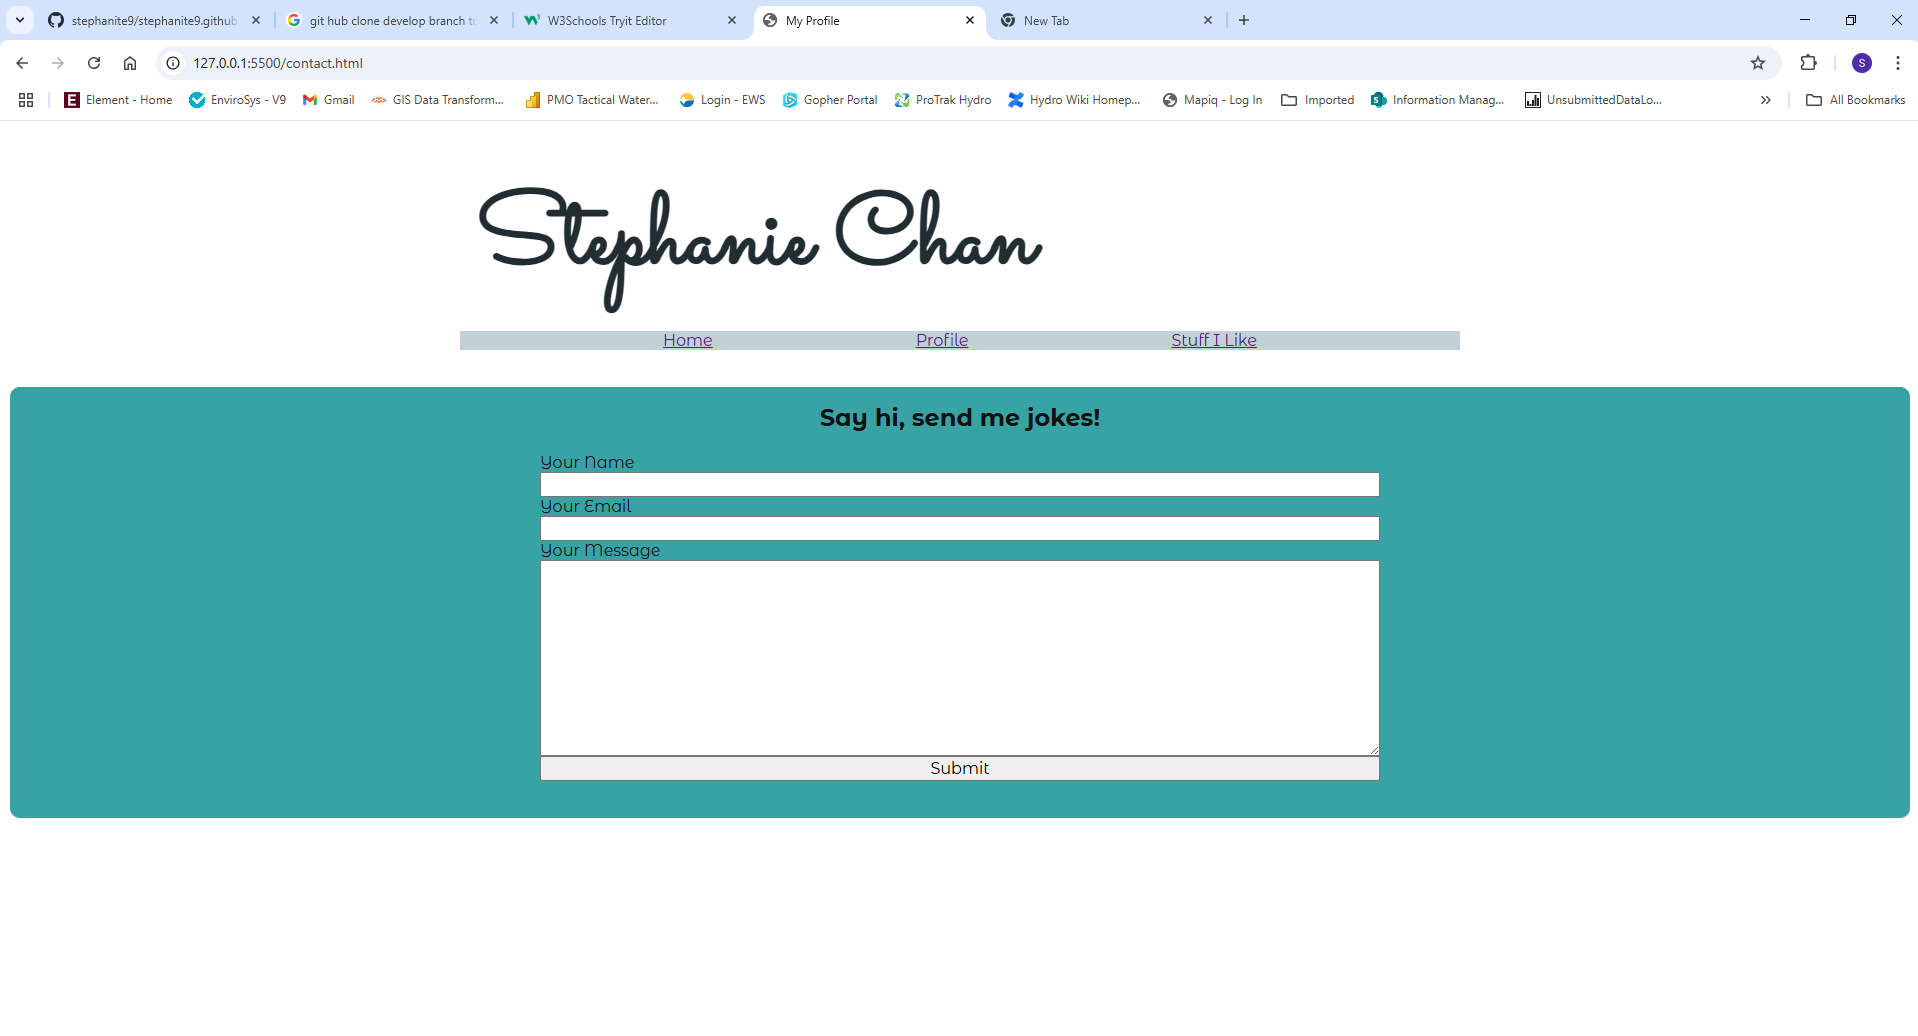 stephanite9/stephanite9.github
git hub clone develop branch to
W3Schools Tryit Editor
My Profile
New Tab
127.0.0.1:5500/contact.html
S
Element - Home
EnviroSys - V9
Gmail
GIS Data Transform...
PMO Tactical Water...
Login - EWS
Gopher Portal
ProTrak Hydro
Hydro Wiki Homep...
Mapiq - Log In
Imported
Information Manag...
UnsubmittedDataLo...
All Bookmarks
Stephanie Chan
Home Profile Stuff I Like
Say hi, send me jokes!
Your Name
Your Email
Your Message
Submit